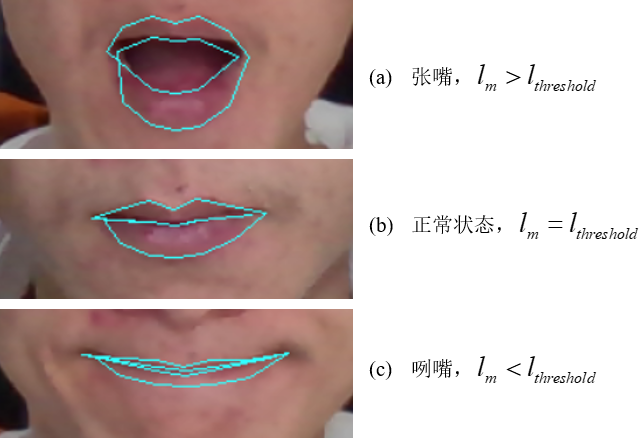 (a) 张嘴，l_m > l_threshold
(b) 正常状态，l_m = l_threshold
(c) 咧嘴，l_m < l_threshold